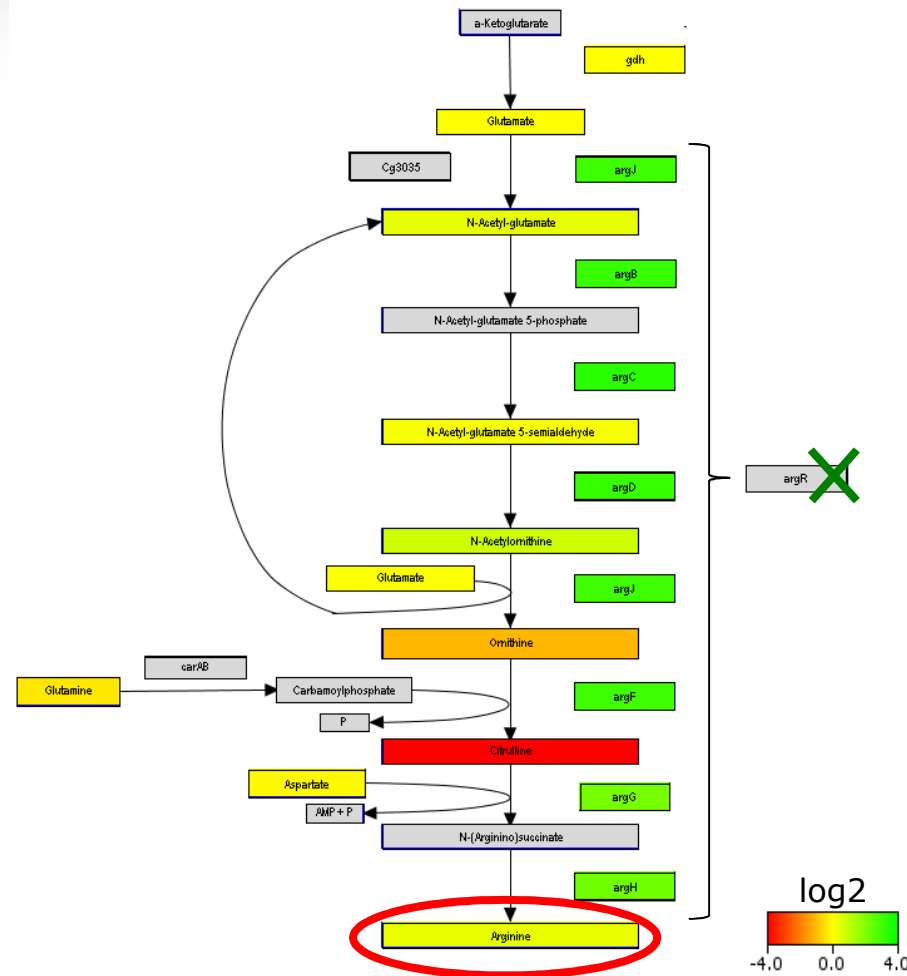 a-Ketoglutarate
gdh
Glutamate
Cg3035
argJ
N-Acetyl-glutamate
argB
N-Acetyl-glutamate 5-phosphate
argC
N-Acetyl-glutamate 5-semialdehyde
argR
argD
N-Acetylornithine
Glutamate
argJ
Ornithine
carAB
Glutamine
Carbamoylphosphate
argF
P
Citrulline
Aspartate
argG
AMP + P
N-(Arginino)succinate
argH
log2
Arginine
-4.0 0.0 4.0